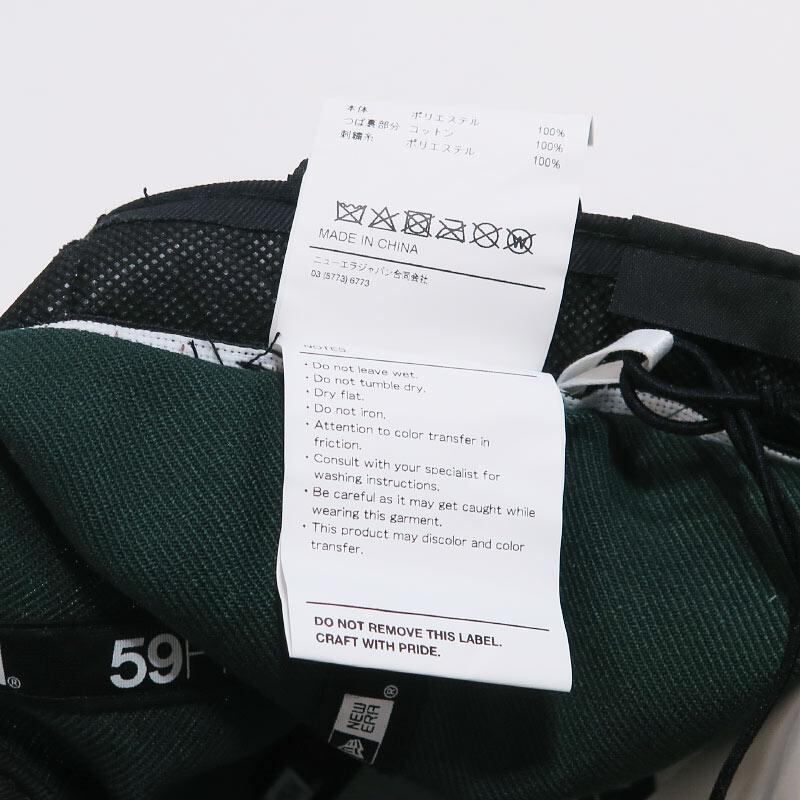 本体 ポリエステル 100%
つば裏部分 コットン 100%
刺繍糸 ポリエステル 100%
W
MADE IN CHINA
ニューエラジャパン合同会社
03 (5773) 6773
NOTES
・Do not leave wet.
・Do not tumble dry.
・Dry flat.
・Do not iron.
・Attention to color transfer in
friction.
・Consult with your specialist for
washing instructions.
・Be careful as it may get caught while
wearing this garment.
・This product may discolor and color
transfer.
DO NOT REMOVE THIS LABEL.
CRAFT WITH PRIDE.
®
59F
NEW ERA ®